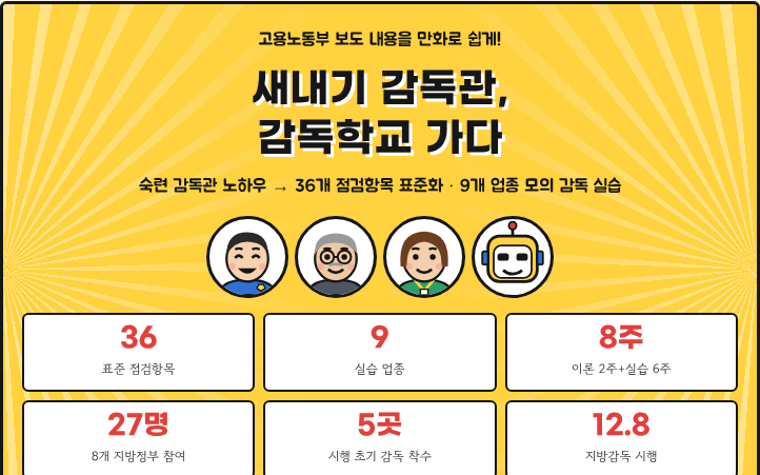 고용노동부 보도 내용을 만화로 쉽게!
새내기 감독관,
감독학교 가다
숙련 감독관 노하우 → 36개 점검항목 표준화 · 9개 업종 모의 감독 실습
36
표준 점검항목
9
실습 업종
8주
이론 2주+실습 6주
27명
8개 지방정부 참여
5곳
시행 초기 감독 착수
12.8
지방감독 시행